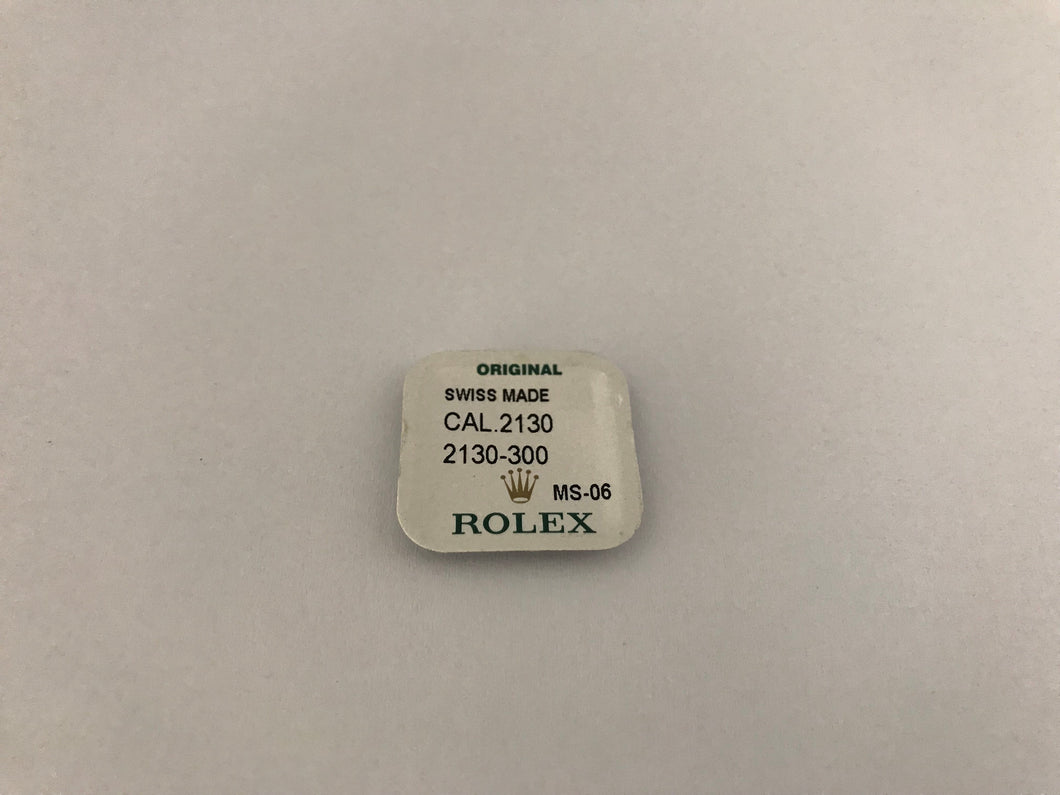 ORIGINAL
SWISS MADE
CAL.2130
2130-300
MS-06
ROLEX